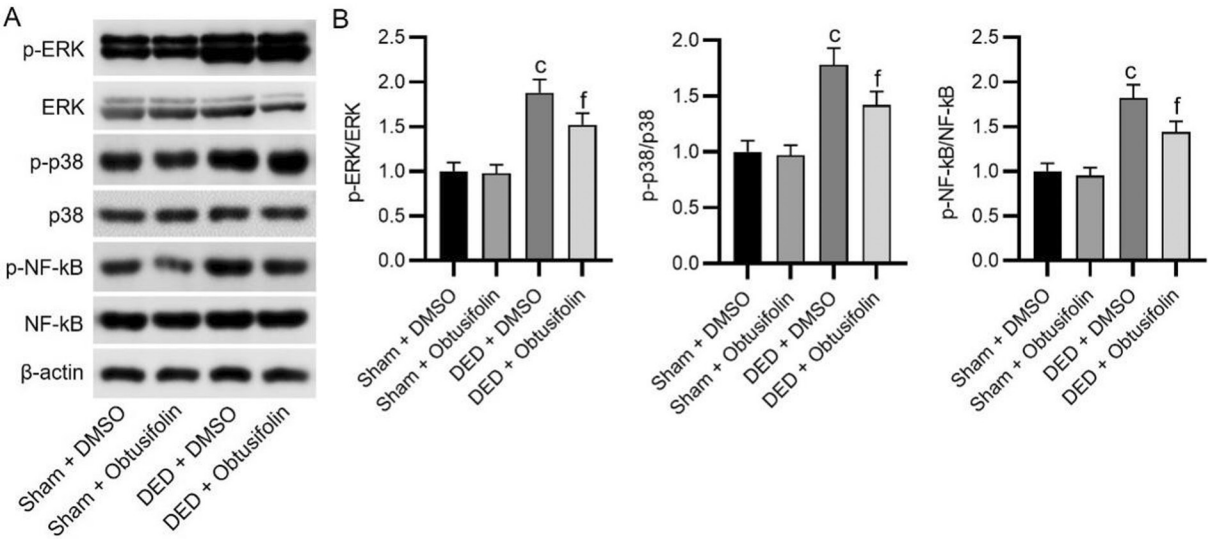 A
p-ERK
ERK
p-p38
p38
p-NF-kB
NF-kB
β-actin
Sham + DMSO
Sham + Obtusifolin
DED + DMSO
DED + Obtusifolin
B
p-ERK/ERK
2.5
2.0
1.5
1.0
0.5
0.0
c
f
Sham + DMSO
Sham + Obtusifolin
DED + DMSO
DED + Obtusifolin
p-p38/p38
2.0
1.5
1.0
0.5
0.0
c
f
Sham + DMSO
Sham + Obtusifolin
DED + DMSO
DED + Obtusifolin
p-NF-kB/NF-kB
2.5
2.0
1.5
1.0
0.5
0.0
c
f
Sham + DMSO
Sham + Obtusifolin
DED + DMSO
DED + Obtusifolin